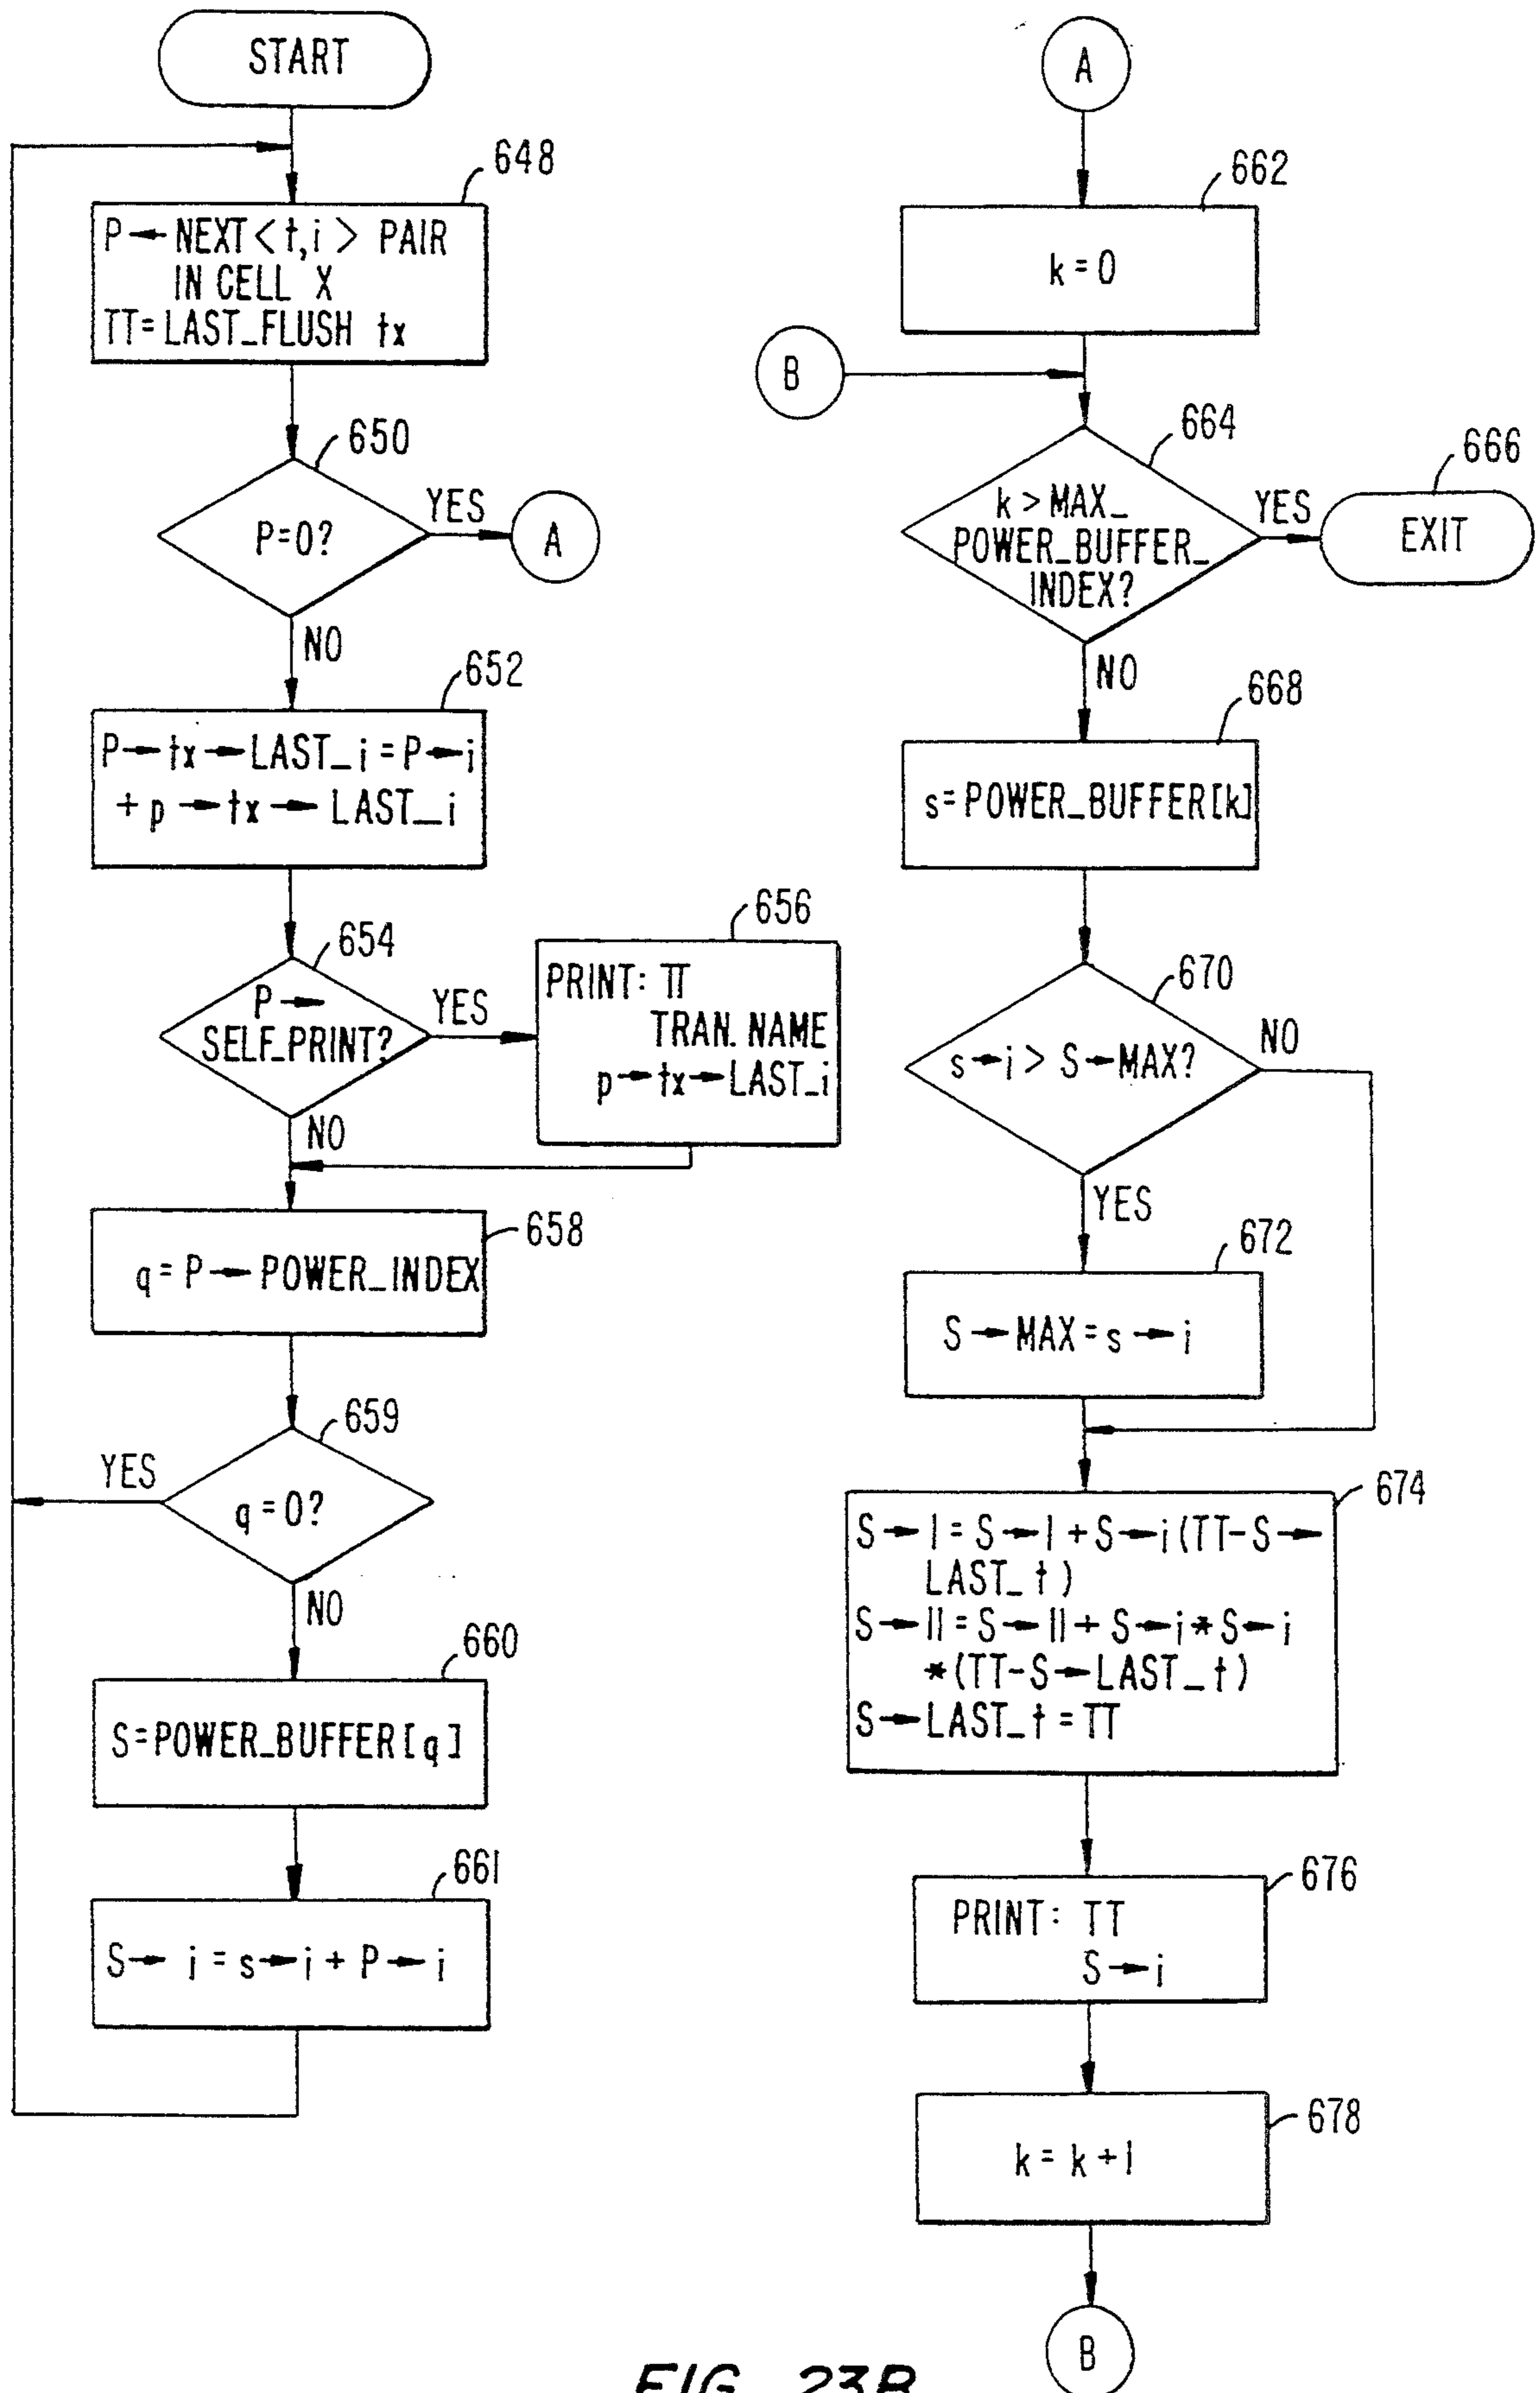 START
648
P← NEXT <t,i> PAIR
IN CELL X
TT=LAST_FLUSH tx
650
P=0?
YES
A
NO
652
P→tx→LAST_i = P→i
+ p→tx→LAST_i
654
P→
SELF_PRINT?
YES
656
PRINT: TT
TRAN. NAME
p→tx→LAST_i
NO
658
q = P→POWER_INDEX
659
YES
q = 0?
NO
660
S=POWER_BUFFER[q]
661
S→ i = s→i + P→i
A
662
k = 0
B
664
k > MAX_
POWER_BUFFER_
INDEX?
YES
666
EXIT
NO
668
s=POWER_BUFFER[k]
670
s→i > S→MAX?
NO
YES
672
S→MAX = s→i
674
S→I = S→I + S→i(TT-S→
LAST_t)
S→II = S→II + S→i*S→i
*(TT-S→LAST_t)
S→LAST_t = TT
676
PRINT: TT
S→i
678
k = k + 1
B
FIG. 23B